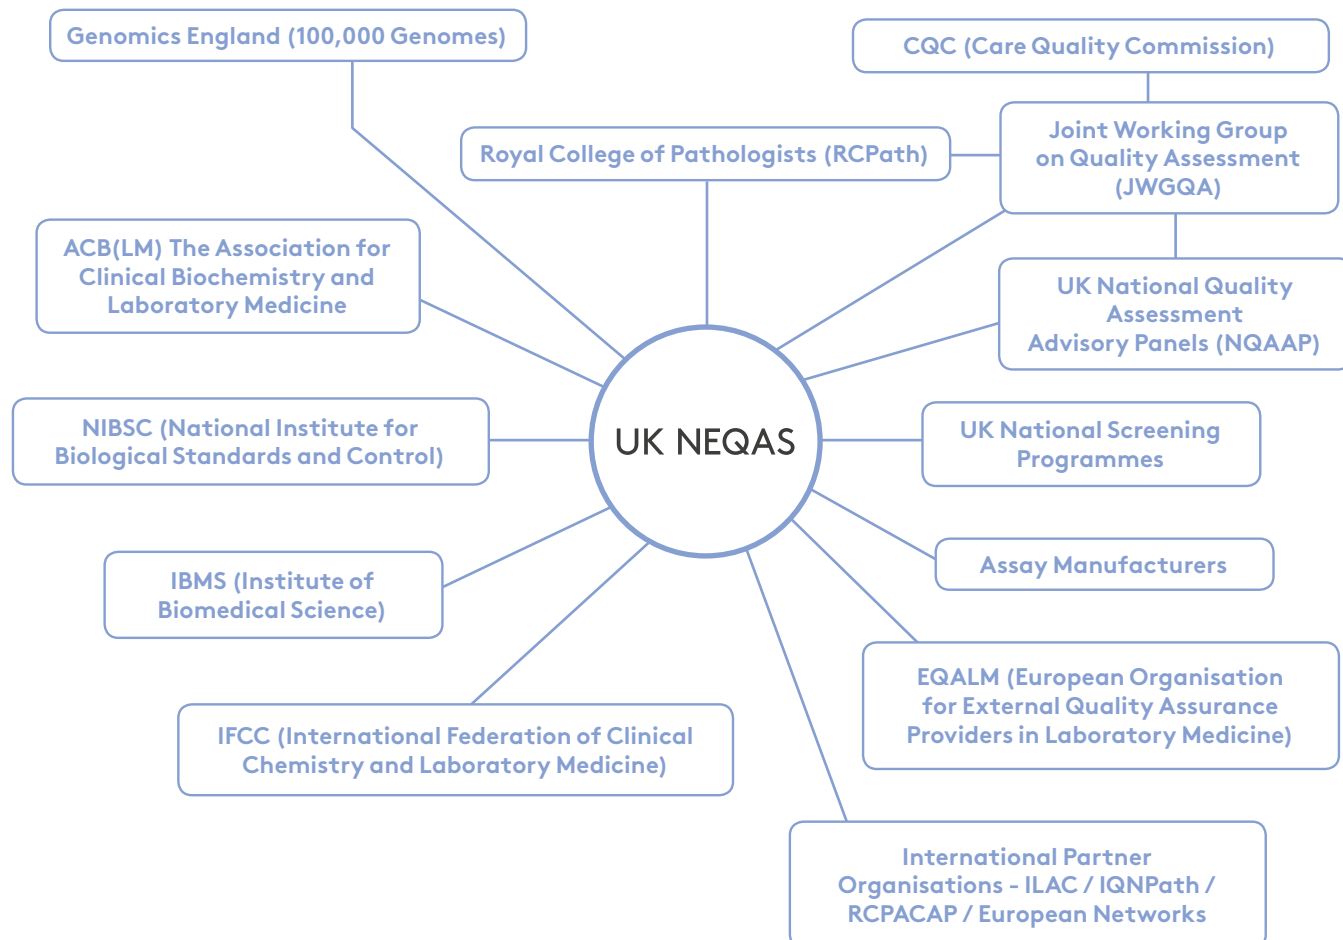 Genomics England (100,000 Genomes)
CQC (Care Quality Commission)
Royal College of Pathologists (RCPath)
Joint Working Group
on Quality Assessment
(JWGQA)
ACB(LM) The Association for
Clinical Biochemistry and
Laboratory Medicine
UK National Quality
Assessment
Advisory Panels (NQAAP)
NIBSC (National Institute for
Biological Standards and Control)
UK NEQAS
UK National Screening
Programmes
IBMS (Institute of
Biomedical Science)
Assay Manufacturers
IFCC (International Federation of Clinical
Chemistry and Laboratory Medicine)
EQALM (European Organisation
for External Quality Assurance
Providers in Laboratory Medicine)
International Partner
Organisations - ILAC / IQNPath /
RCPACAP / European Networks